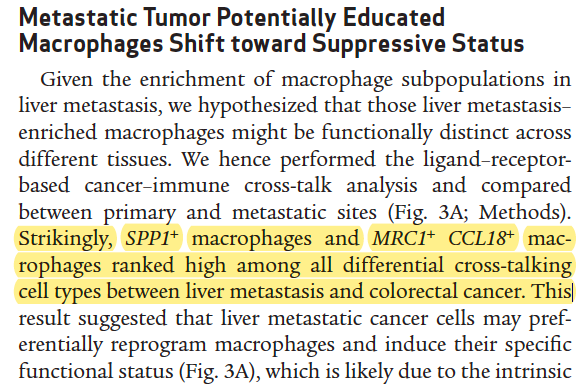 Metastatic Tumor Potentially Educated
Macrophages Shift toward Suppressive Status
Given the enrichment of macrophage subpopulations in
liver metastasis, we hypothesized that those liver metastasis–
enriched macrophages might be functionally distinct across
different tissues. We hence performed the ligand–receptor-
based cancer–immune cross-talk analysis and compared
between primary and metastatic sites (Fig. 3A; Methods).
Strikingly, SPP1⁺ macrophages and MRC1⁺ CCL18⁺ mac-
rophages ranked high among all differential cross-talking
cell types between liver metastasis and colorectal cancer. This
result suggested that liver metastatic cancer cells may pref-
erentially reprogram macrophages and induce their specific
functional status (Fig. 3A), which is likely due to the intrinsic